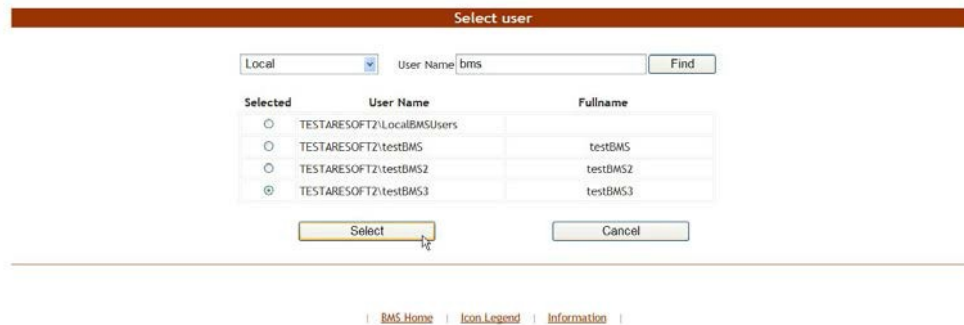 Select user
Local User Name bms Find
Selected User Name Fullname
TESTARESOFT2\LocalBMSUsers
TESTARESOFT2\testBMS testBMS
TESTARESOFT2\testBMS2 testBMS2
TESTARESOFT2\testBMS3 testBMS3
Select Cancel
| BMS Home | Icon Legend | Information |